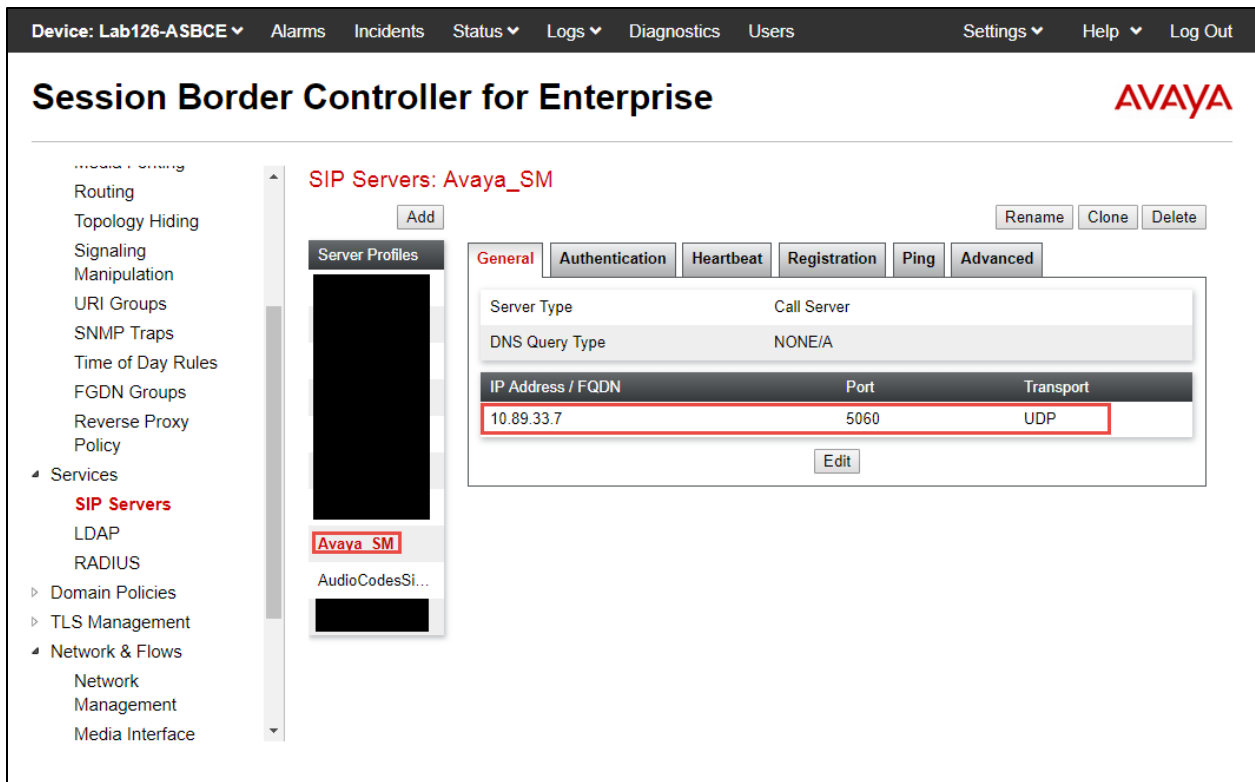 Device: Lab126-ASBCE Alarms Incidents Status Logs Diagnostics Users Settings Help Log Out
Session Border Controller for Enterprise
AVAYA
Routing
Topology Hiding
Signaling
Manipulation
URI Groups
SNMP Traps
Time of Day Rules
FGDN Groups
Reverse Proxy
Policy
Services
SIP Servers
LDAP
RADIUS
Domain Policies
TLS Management
Network & Flows
Network
Management
Media Interface
SIP Servers: Avaya_SM
Add
Rename Clone Delete
Server Profiles
Avaya_SM
AudioCodesSi...
General Authentication Heartbeat Registration Ping Advanced
Server Type Call Server
DNS Query Type NONE/A
IP Address / FQDN Port Transport
10.89.33.7 5060 UDP
Edit